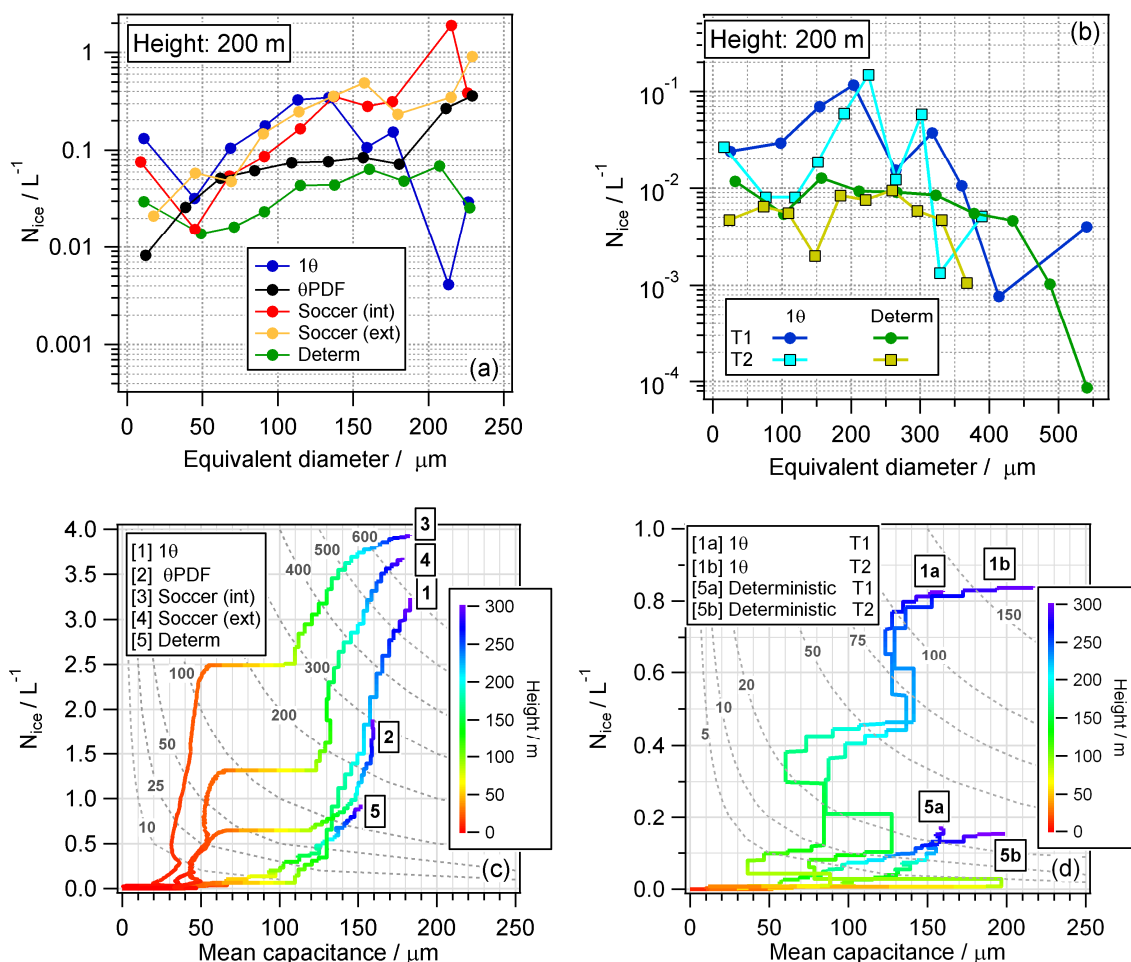 Height: 200 m
1
0.1
0.01
0.001
N_ice / L^-1
1θ
θPDF
Soccer (int)
Soccer (ext)
Determ
(a)
0 50 100 150 200 250
Equivalent diameter / μm
Height: 200 m
(b)
10^-1
10^-2
10^-3
10^-4
N_ice / L^-1
1θ Determ
T1
T2
0 100 200 300 400 500
Equivalent diameter / μm
4.0
3.5
3.0
2.5
2.0
1.5
1.0
0.5
0.0
N_ice / L^-1
[1] 1θ
[2] θPDF
[3] Soccer (int)
[4] Soccer (ext)
[5] Determ
3
4
1
2
5
600
500
400
300
200
100
50
25
10
300
250
200
150
100
50
0
Height / m
(c)
0 50 100 150 200 250
Mean capacitance / μm
1.0
0.8
0.6
0.4
0.2
0.0
N_ice / L^-1
[1a] 1θ T1
[1b] 1θ T2
[5a] Deterministic T1
[5b] Deterministic T2
1a
1b
5a
5b
150
100
75
50
20
10
5
300
250
200
150
100
50
0
Height / m
(d)
0 50 100 150 200 250
Mean capacitance / μm